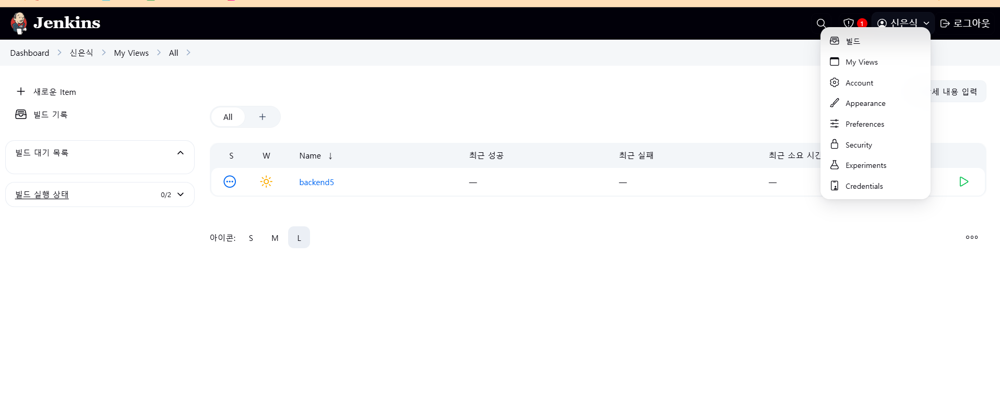 Jenkins
1
신은식
로그아웃
Dashboard
신은식
My Views
All
빌드
My Views
Account
Appearance
Preferences
Security
Experiments
Credentials
새로운 Item
빌드 기록
내용 입력
All
빌드 대기 목록
S W Name ↓ 최근 성공 최근 실패 최근 소요 시간
backend5 — — —
빌드 실행 상태 0/2
아이콘: S M L